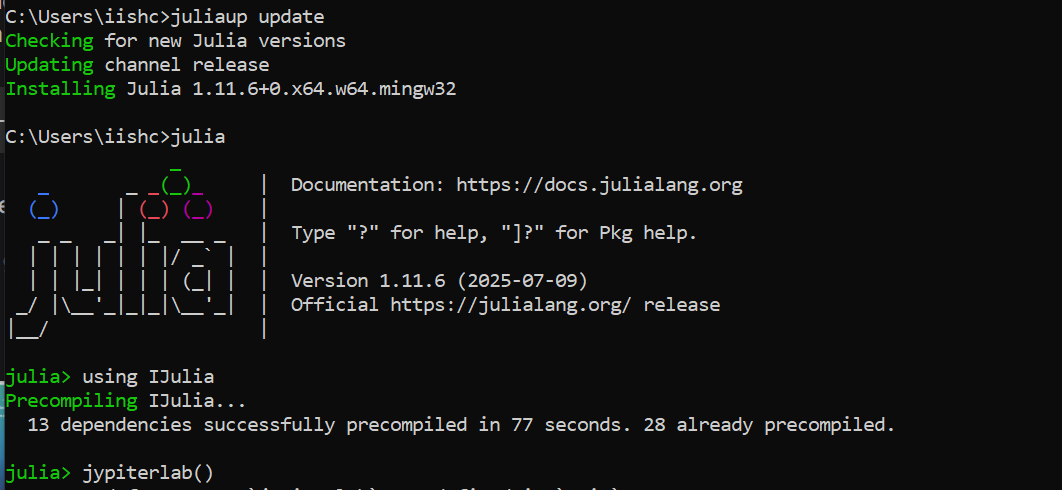 C:\Users\iishc>juliaup update
Checking for new Julia versions
Updating channel release
Installing Julia 1.11.6+0.x64.w64.mingw32
C:\Users\iishc>julia
Documentation: https://docs.julialang.org
Type "?" for help, "]?" for Pkg help.
Version 1.11.6 (2025-07-09)
Official https://julialang.org/ release
julia> using IJulia
Precompiling IJulia...
13 dependencies successfully precompiled in 77 seconds. 28 already precompiled.
julia> jypiterlab()